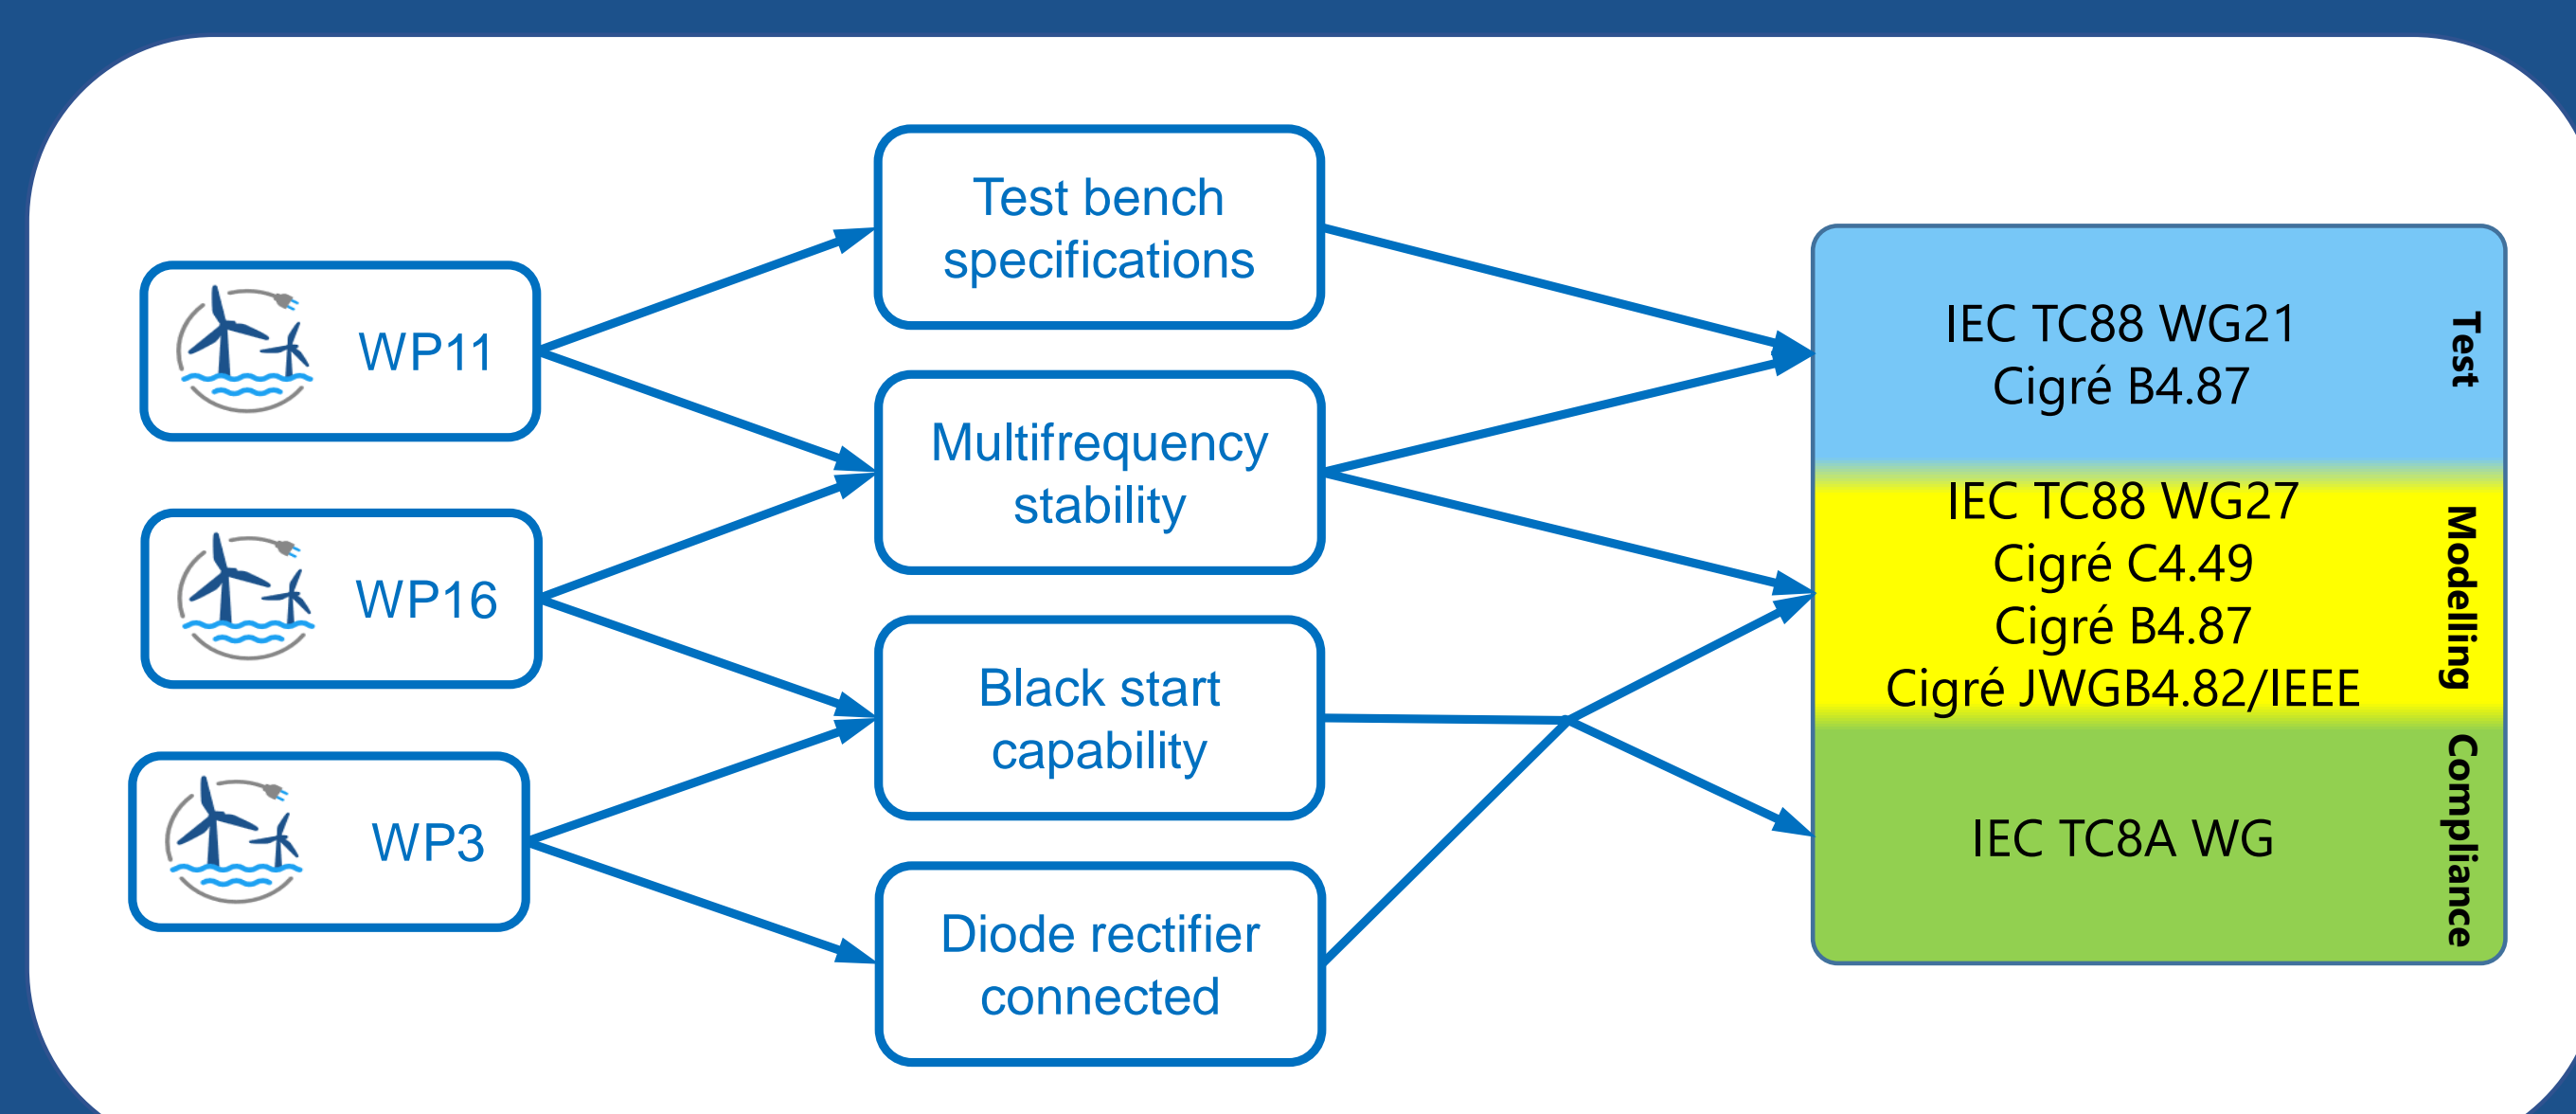 WP11
WP16
WP3
Test bench
specifications
Multifrequency
stability
Black start
capability
Diode rectifier
connected
IEC TC88 WG21
Cigré B4.87
Test
IEC TC88 WG27
Cigré C4.49
Cigré B4.87
Cigré JWGB4.82/IEEE
Modelling
IEC TC8A WG
Compliance